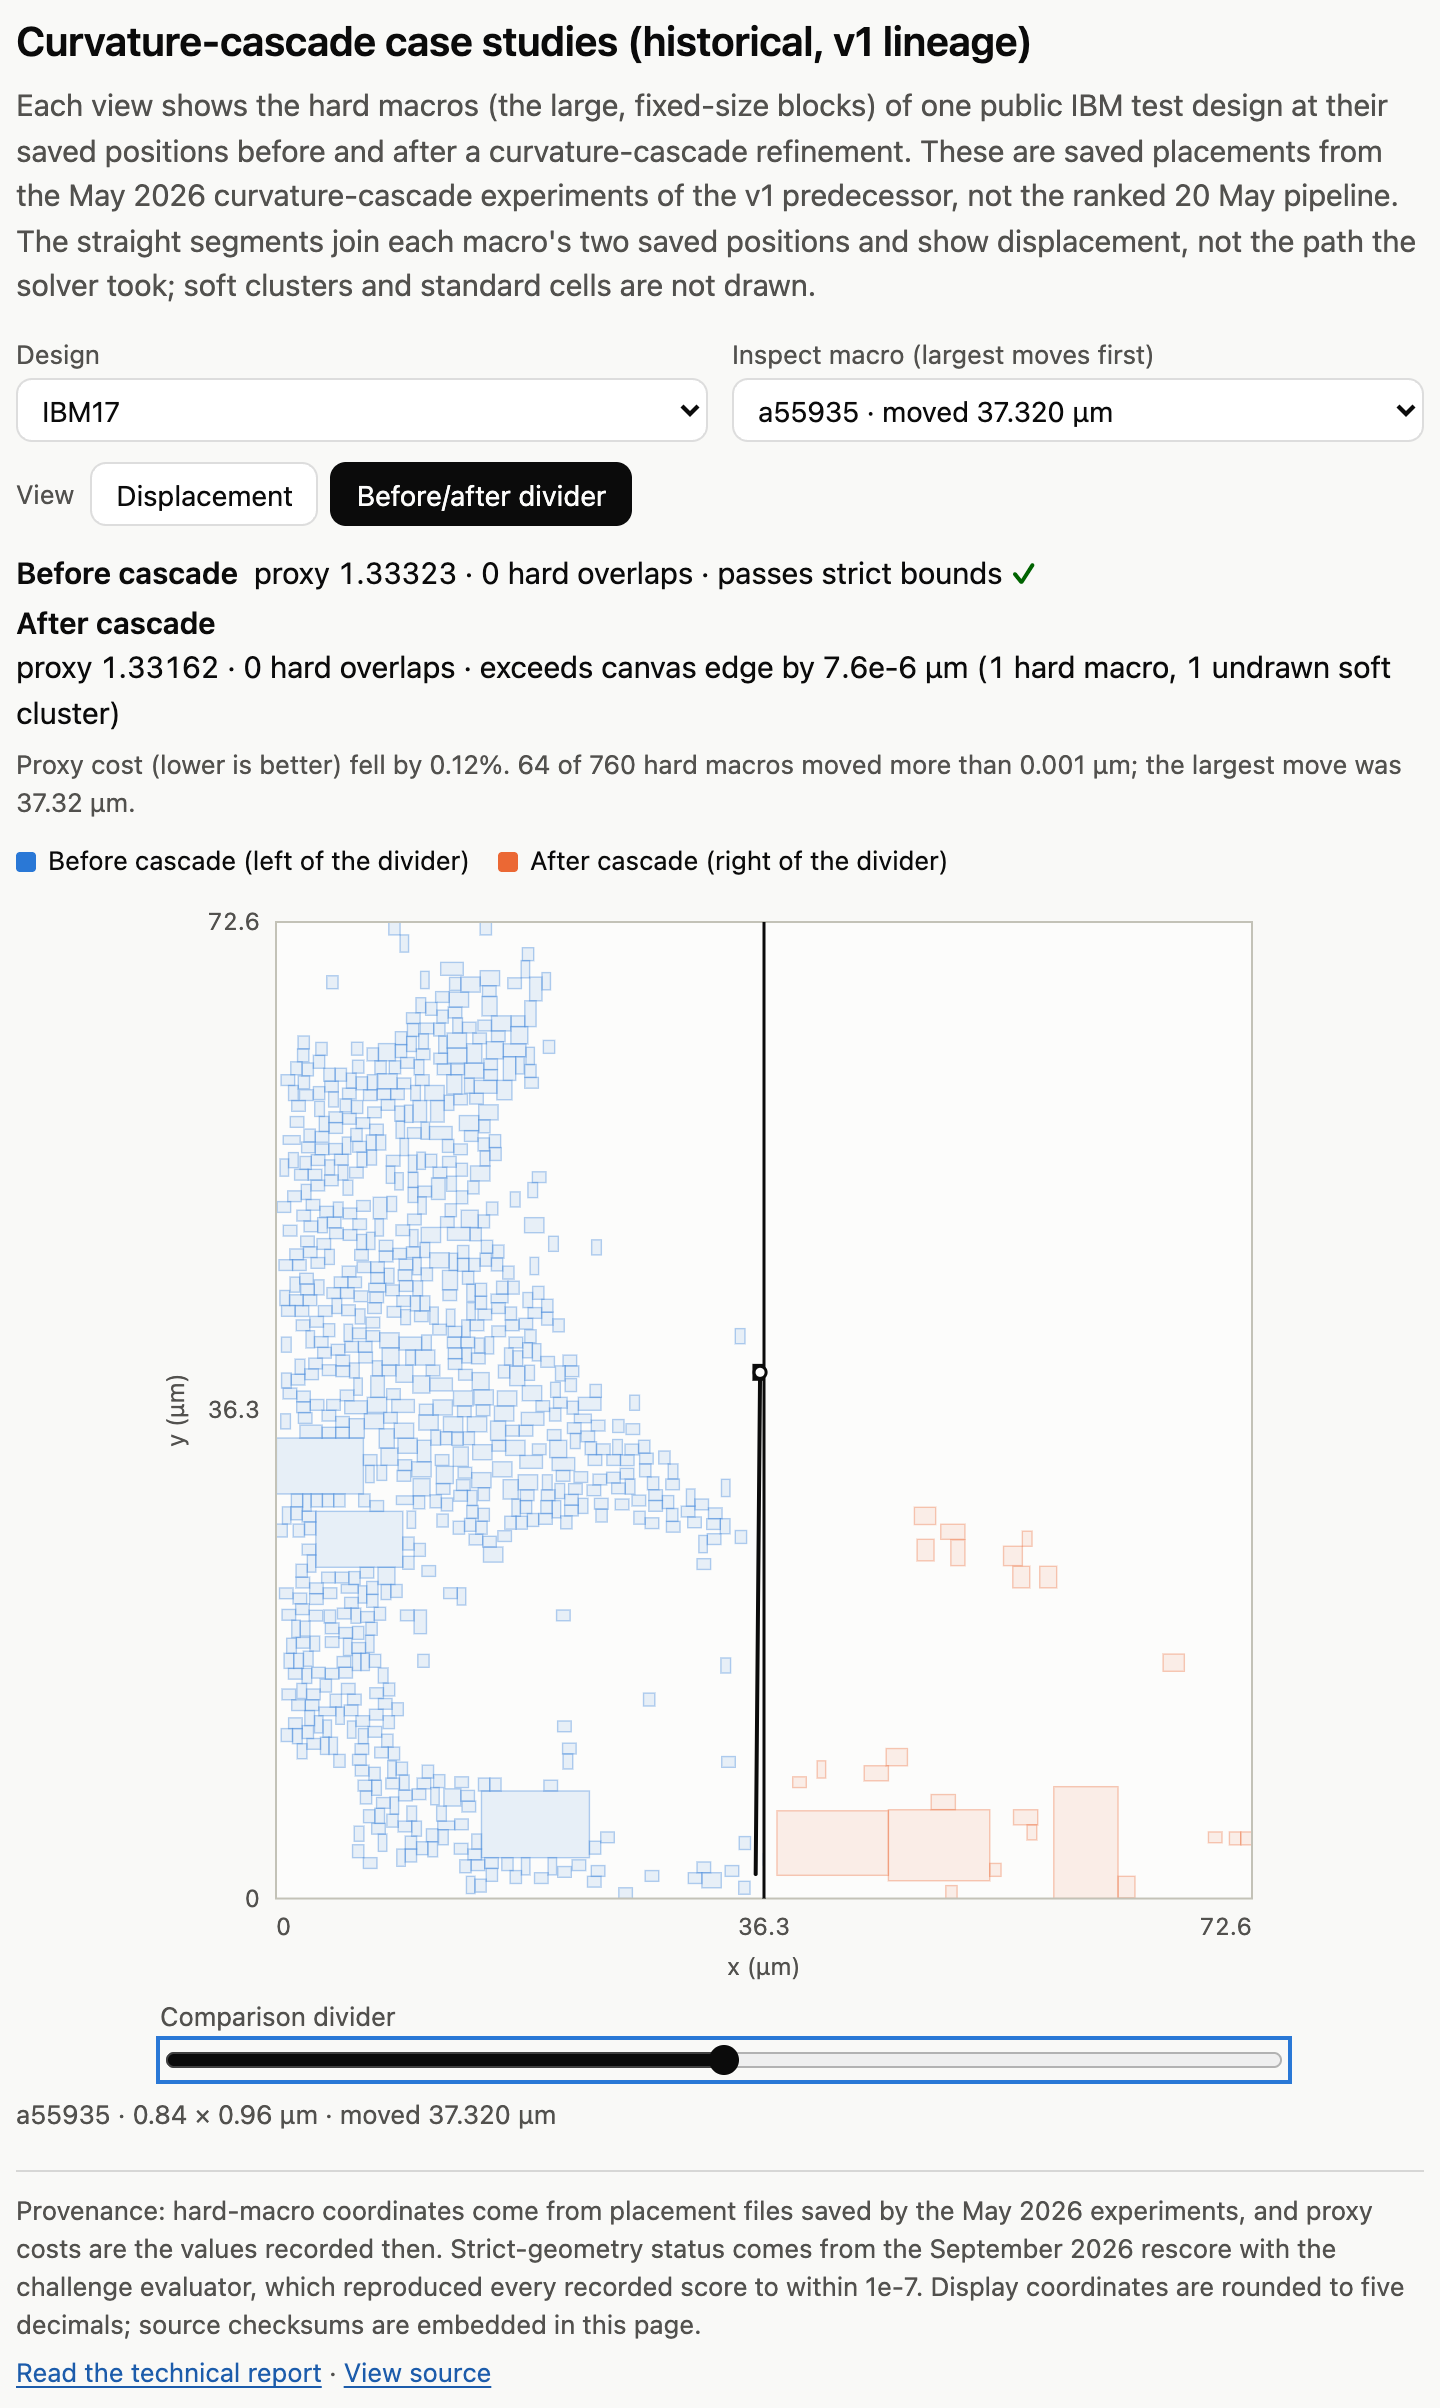 Curvature-cascade case studies (historical, v1 lineage)
Each view shows the hard macros (the large, fixed-size blocks) of one public IBM test design at their
saved positions before and after a curvature-cascade refinement. These are saved placements from
the May 2026 curvature-cascade experiments of the v1 predecessor, not the ranked 20 May pipeline.
The straight segments join each macro's two saved positions and show displacement, not the path the
solver took; soft clusters and standard cells are not drawn.
Design
Inspect macro (largest moves first)
IBM17
a55935 · moved 37.320 µm
View
Displacement
Before/after divider
Before cascade proxy 1.33323 · 0 hard overlaps · passes strict bounds ✓
After cascade
proxy 1.33162 · 0 hard overlaps · exceeds canvas edge by 7.6e-6 µm (1 hard macro, 1 undrawn soft
cluster)
Proxy cost (lower is better) fell by 0.12%. 64 of 760 hard macros moved more than 0.001 µm; the largest move was
37.32 µm.
Before cascade (left of the divider)
After cascade (right of the divider)
72.6
y (µm)
36.3
0
0
36.3
72.6
x (µm)
Comparison divider
a55935 · 0.84 × 0.96 µm · moved 37.320 µm
Provenance: hard-macro coordinates come from placement files saved by the May 2026 experiments, and proxy
costs are the values recorded then. Strict-geometry status comes from the September 2026 rescore with the
challenge evaluator, which reproduced every recorded score to within 1e-7. Display coordinates are rounded to five
decimals; source checksums are embedded in this page.
Read the technical report · View source